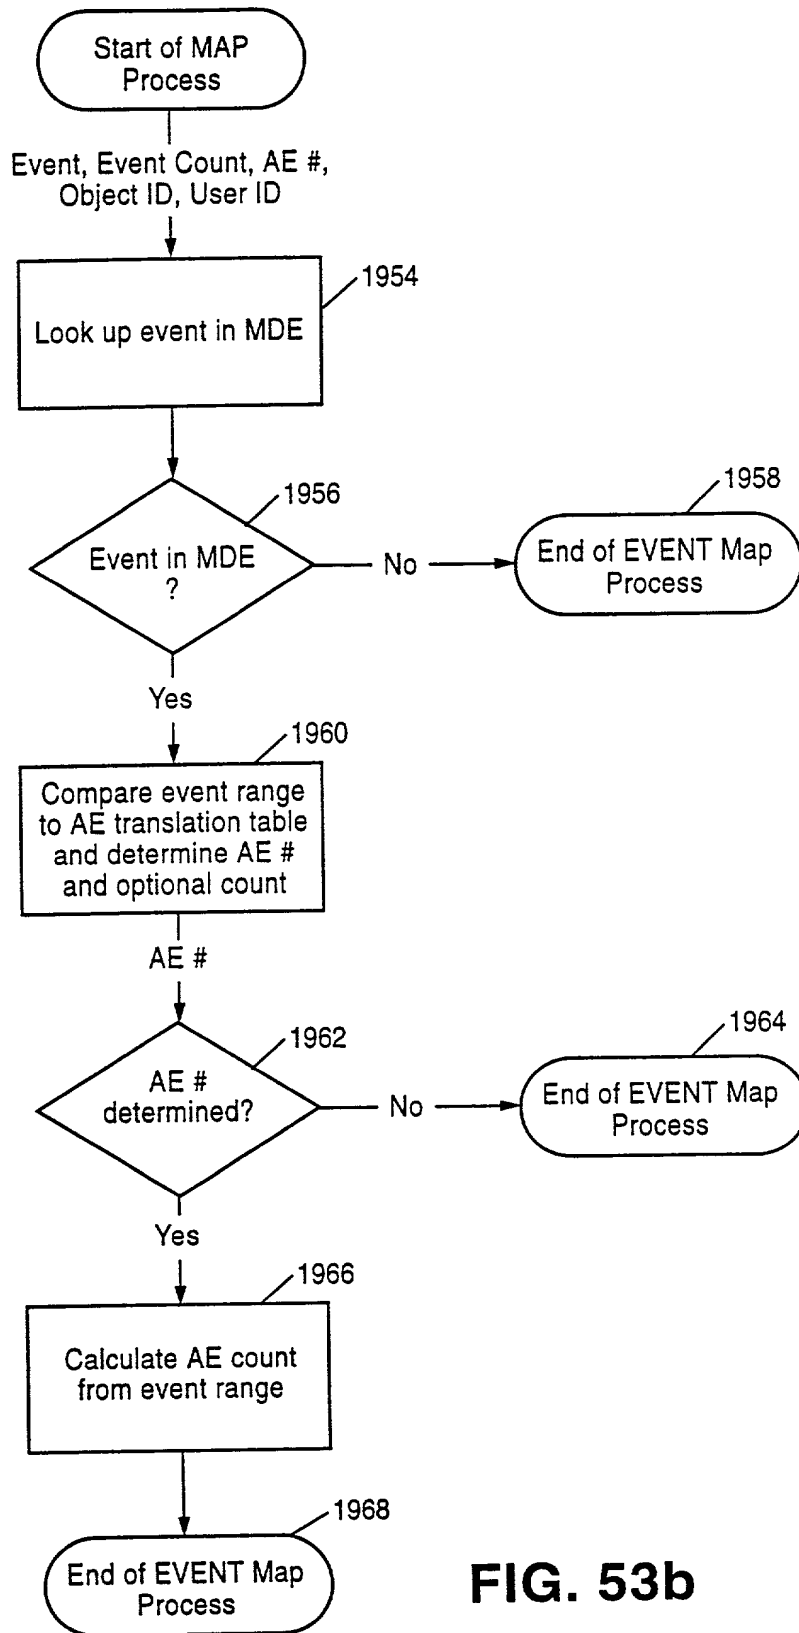 Start of MAP
Process
Event, Event Count, AE #,
Object ID, User ID
1954
Look up event in MDE
1956
Event in MDE
?
No
1958
End of EVENT Map
Process
Yes
1960
Compare event range
to AE translation table
and determine AE #
and optional count
AE #
1962
AE #
determined?
No
1964
End of EVENT Map
Process
Yes
1966
Calculate AE count
from event range
1968
End of EVENT Map
Process
FIG. 53b